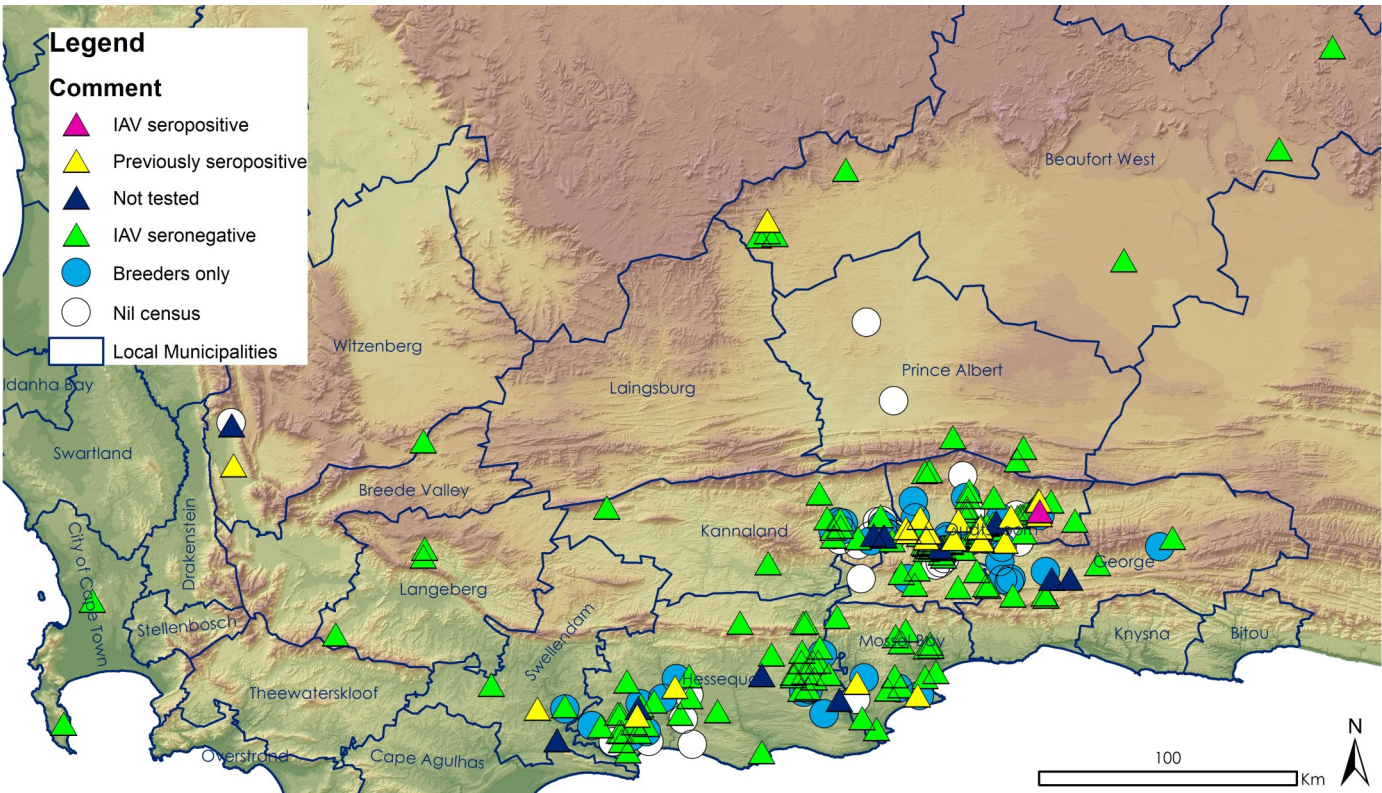 Legend
Comment
IAV seropositive
Previously seropositive
Not tested
IAV seronegative
Breeders only
Nil census
Local Municipalities
Beaufort West
Witzenberg
Prince Albert
ldanha Bay
Laingsburg
Swartland
Breede Valley
Kannaland
Drakenstein
City of Cape Town
George
Langeberg
Stellenbosch
Swellendam
Mossel Bay
Knysna
Bitou
Theewaterskloof
Hessequa
Overstrand
Cape Agulhas
100
Km
N